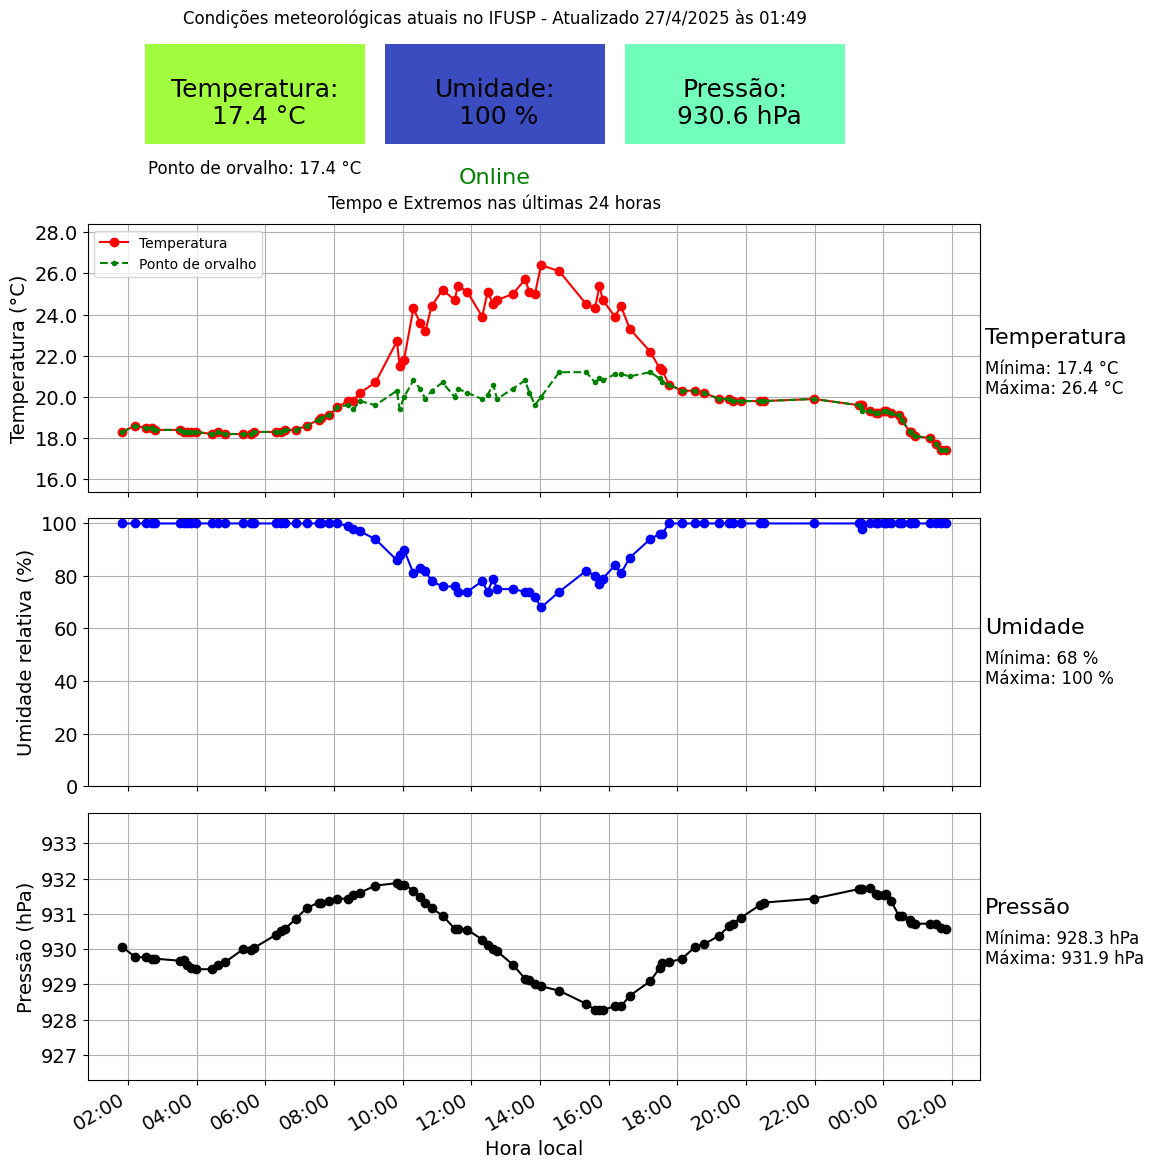 Condições meteorológicas atuais no IFUSP - Atualizado 27/4/2025 às 01:49
Temperatura:
17.4 °C
Umidade:
100 %
Pressão:
930.6 hPa
Ponto de orvalho: 17.4 °C
Online
Tempo e Extremos nas últimas 24 horas
Temperatura (°C)
28.0
26.0
24.0
22.0
20.0
18.0
16.0
Temperatura
Ponto de orvalho
Temperatura
Mínima: 17.4 °C
Máxima: 26.4 °C
Umidade relativa (%)
100
80
60
40
20
0
Umidade
Mínima: 68 %
Máxima: 100 %
Pressão (hPa)
933
932
931
930
929
928
927
Pressão
Mínima: 928.3 hPa
Máxima: 931.9 hPa
02:00 04:00 06:00 08:00 10:00 12:00 14:00 16:00 18:00 20:00 22:00 00:00 02:00
Hora local